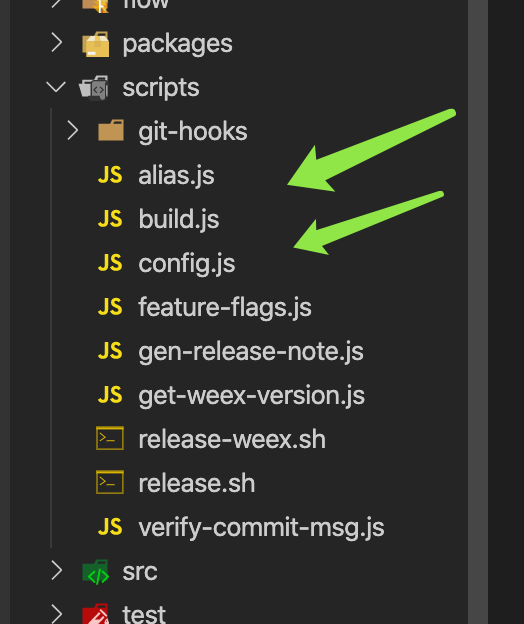 flow
packages
scripts
git-hooks
JS alias.js
JS build.js
JS config.js
JS feature-flags.js
JS gen-release-note.js
JS get-weex-version.js
release-weex.sh
release.sh
JS verify-commit-msg.js
src
test